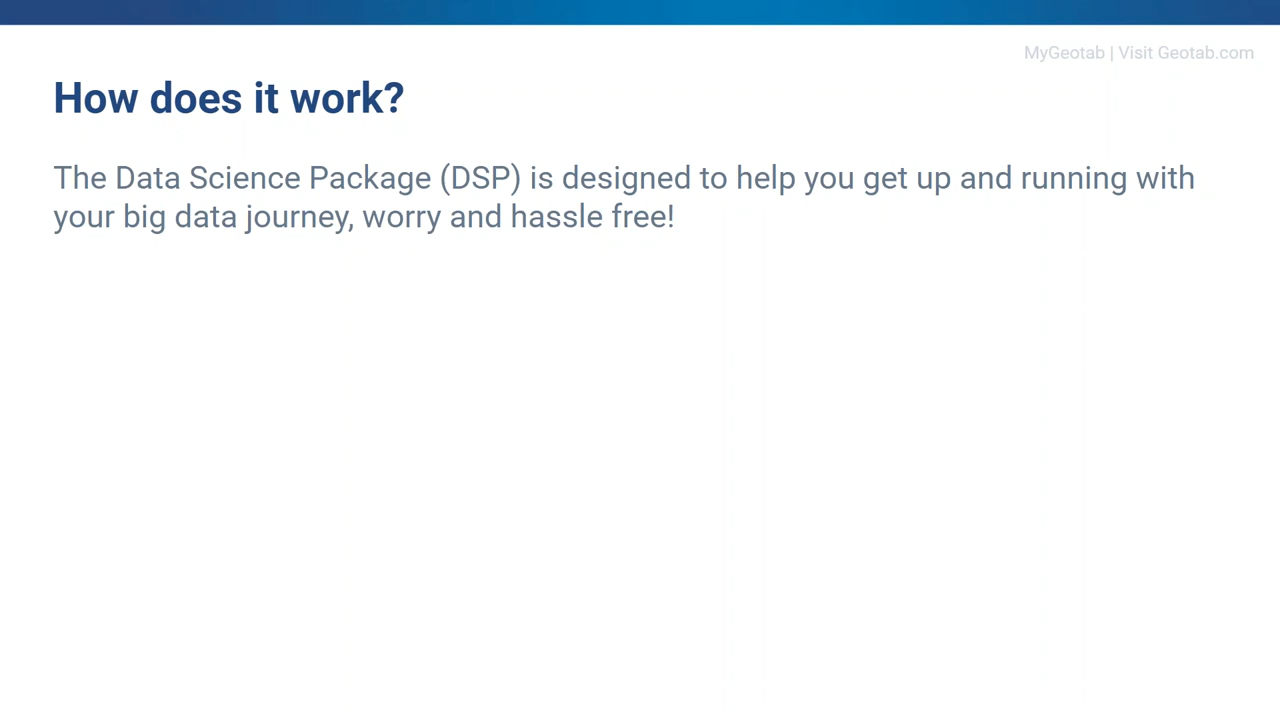 MyGeotab | Visit Geotab.com
How does it work?
The Data Science Package (DSP) is designed to help you get up and running with
your big data journey, worry and hassle free!